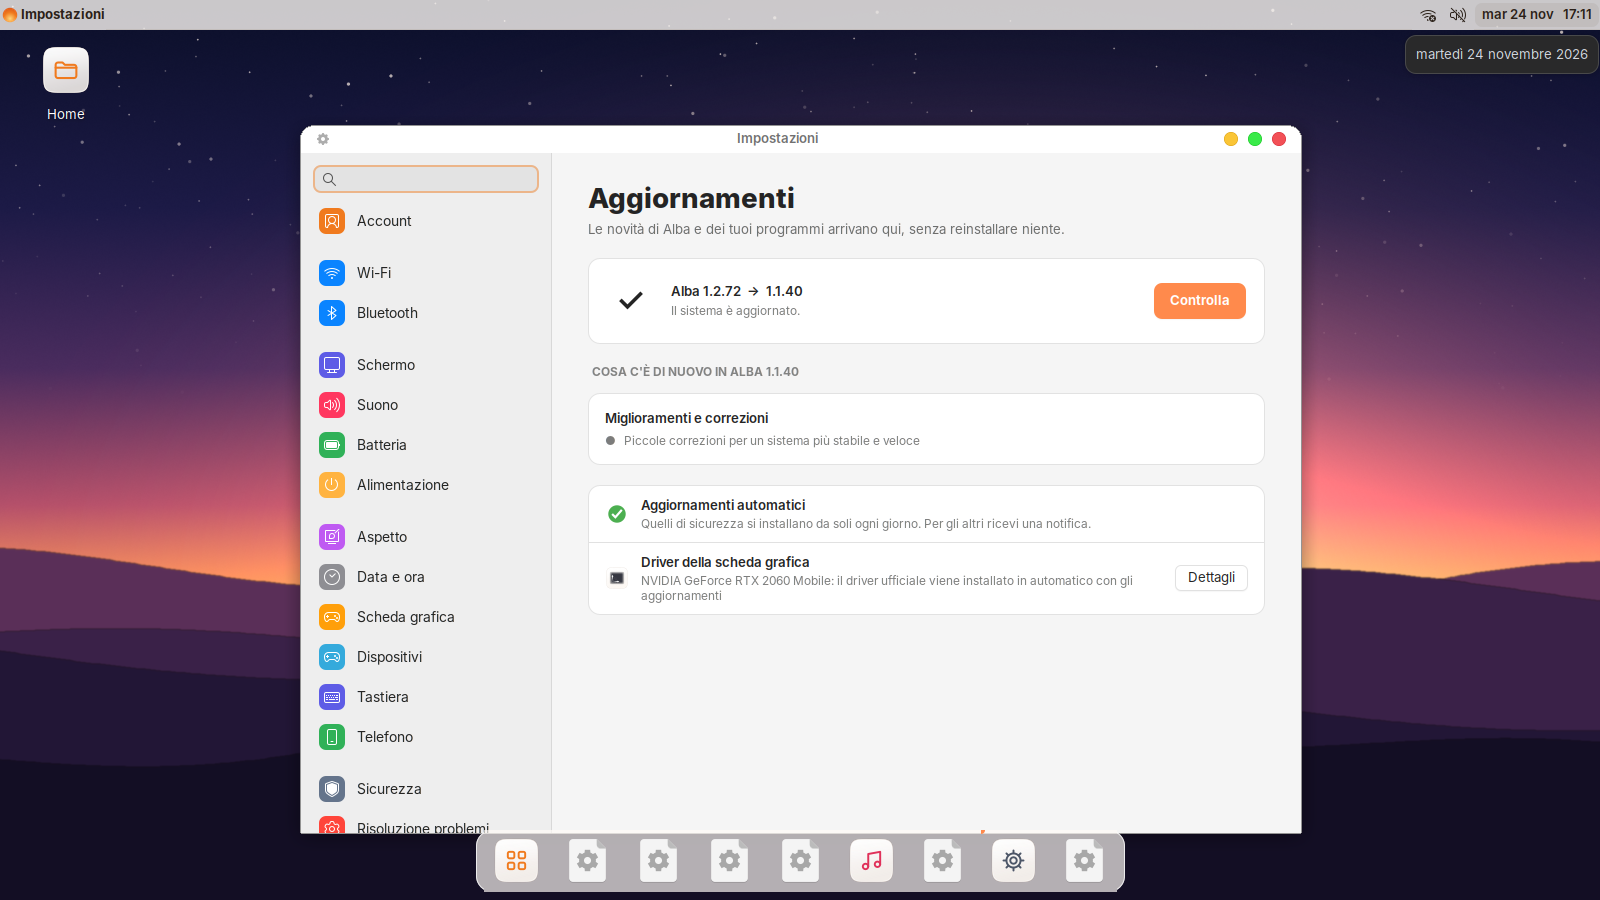 Impostazioni
mar 24 nov 17:11
martedì 24 novembre 2026
Home
Impostazioni
Account
Wi-Fi
Bluetooth
Schermo
Suono
Batteria
Alimentazione
Aspetto
Data e ora
Scheda grafica
Dispositivi
Tastiera
Telefono
Sicurezza
Risoluzione problemi
Aggiornamenti
Le novità di Alba e dei tuoi programmi arrivano qui, senza reinstallare niente.
Alba 1.2.72 → 1.1.40
Il sistema è aggiornato.
Controlla
COSA C'È DI NUOVO IN ALBA 1.1.40
Miglioramenti e correzioni
Piccole correzioni per un sistema più stabile e veloce
Aggiornamenti automatici
Quelli di sicurezza si installano da soli ogni giorno. Per gli altri ricevi una notifica.
Driver della scheda grafica
NVIDIA GeForce RTX 2060 Mobile: il driver ufficiale viene installato in automatico con gli
aggiornamenti
Dettagli